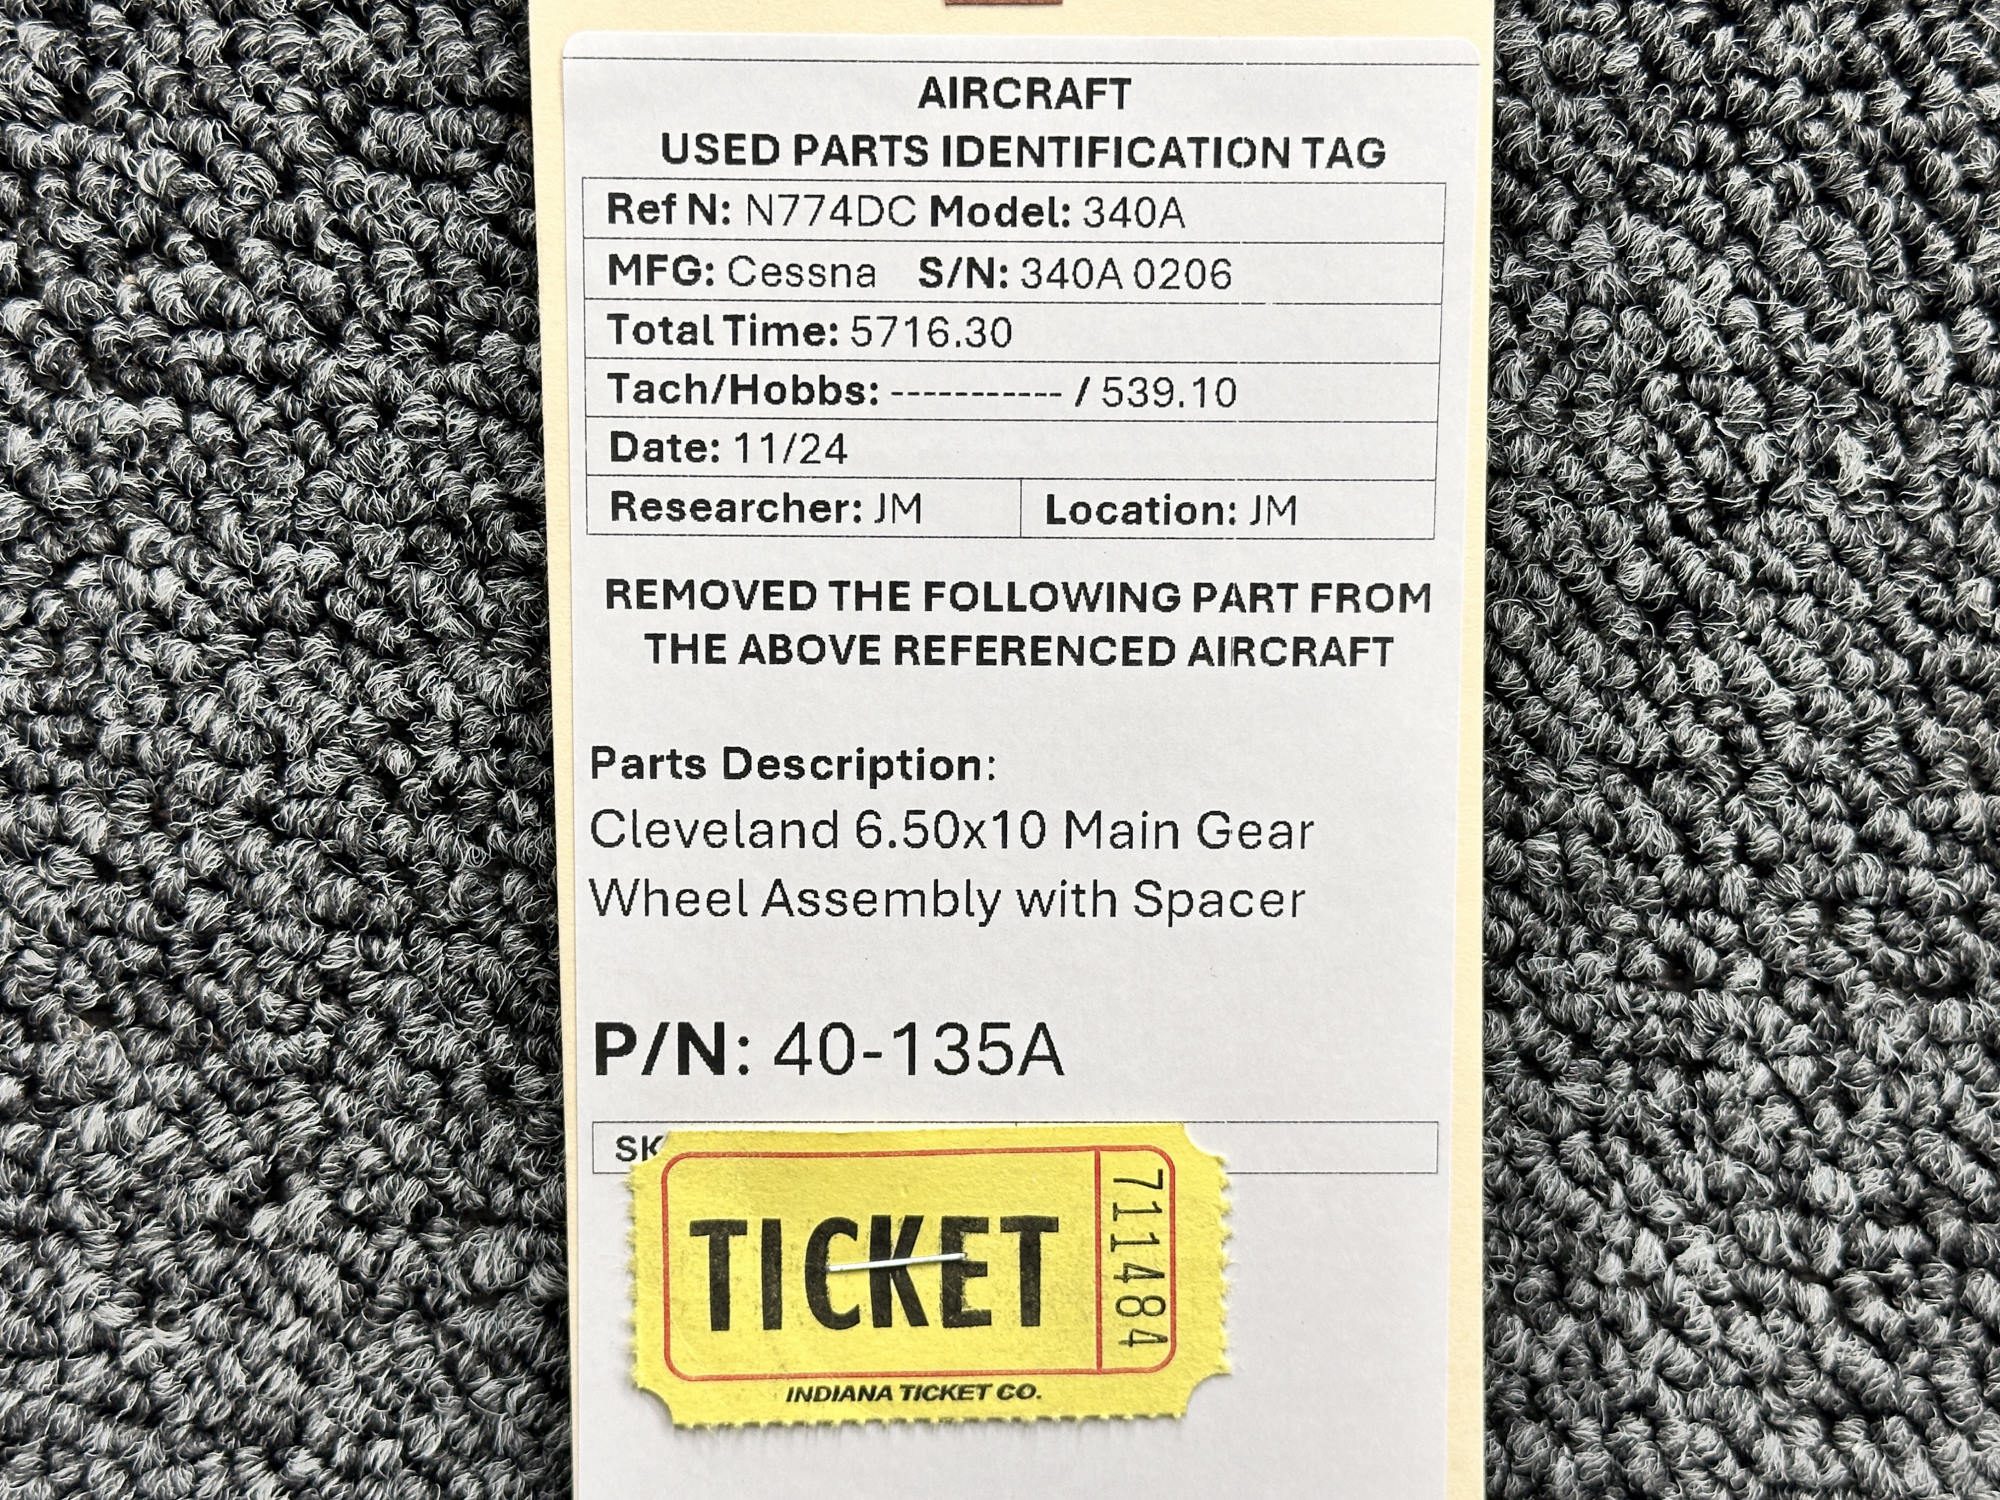 AIRCRAFT
USED PARTS IDENTIFICATION TAG
Ref N: N774DC Model: 340A
MFG: Cessna S/N: 340A 0206
Total Time: 5716.30
Tach/Hobbs: ----------- / 539.10
Date: 11/24
Researcher: JM Location: JM
REMOVED THE FOLLOWING PART FROM
THE ABOVE REFERENCED AIRCRAFT
Parts Description:
Cleveland 6.50x10 Main Gear
Wheel Assembly with Spacer
P/N: 40-135A
TICKET
711484
INDIANA TICKET CO.